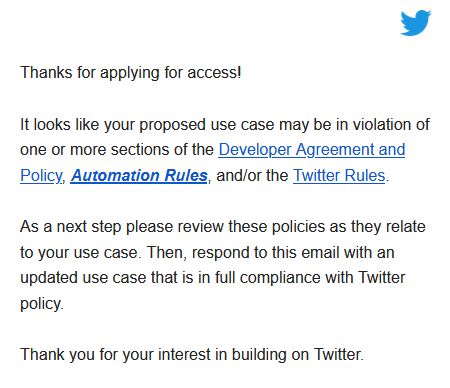 Thanks for applying for access!
It looks like your proposed use case may be in violation of
one or more sections of the Developer Agreement and
Policy, Automation Rules, and/or the Twitter Rules.
As a next step please review these policies as they relate
to your use case. Then, respond to this email with an
updated use case that is in full compliance with Twitter
policy.
Thank you for your interest in building on Twitter.